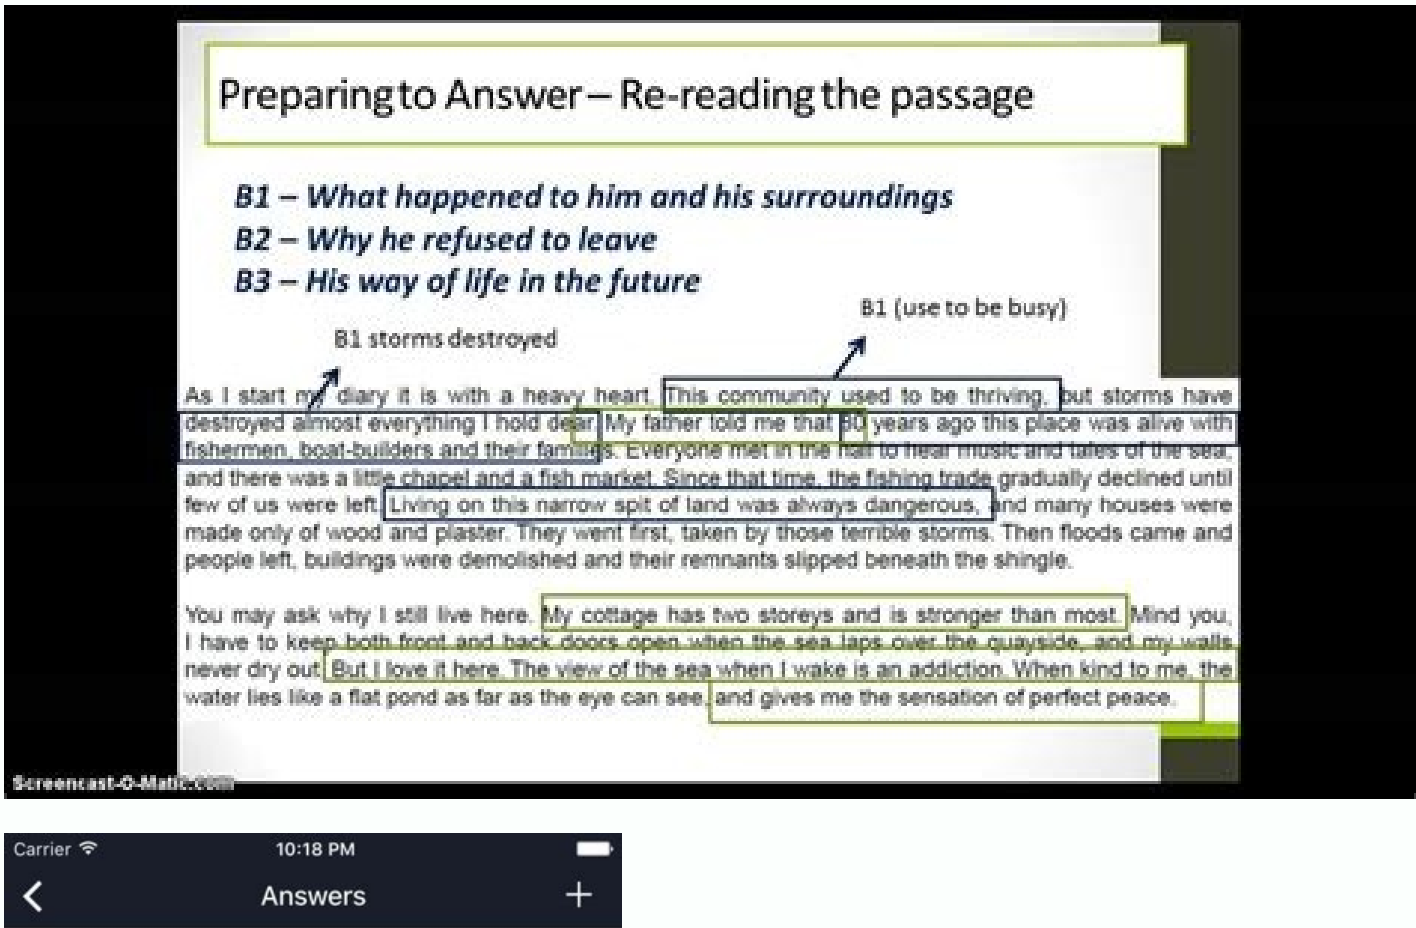 Preparing to Answer – Re-reading the passage
B1 – What happened to him and his surroundings
B2 – Why he refused to leave
B3 – His way of life in the future
B1 (use to be busy)
B1 storms destroyed
As I start my diary it is with a heavy heart. This community used to be thriving, but storms have
destroyed almost everything I hold dear. My father told me that 80 years ago this place was alive with
fishermen, boat-builders and their families. Everyone met in the hall to hear music and tales of the sea,
and there was a little chapel and a fish market. Since that time, the fishing trade gradually declined until
few of us were left. Living on this narrow spit of land was always dangerous, and many houses were
made only of wood and plaster. They went first, taken by those terrible storms. Then floods came and
people left, buildings were demolished and their remnants slipped beneath the shingle.
You may ask why I still live here. My cottage has two storeys and is stronger than most. Mind you,
I have to keep both front and back doors open when the sea laps over the quayside, and my walls
never dry out. But I love it here. The view of the sea when I wake is an addiction. When kind to me, the
water lies like a flat pond as far as the eye can see, and gives me the sensation of perfect peace.
Screencast-O-Matic.com
Carrier 10:18 PM
Answers